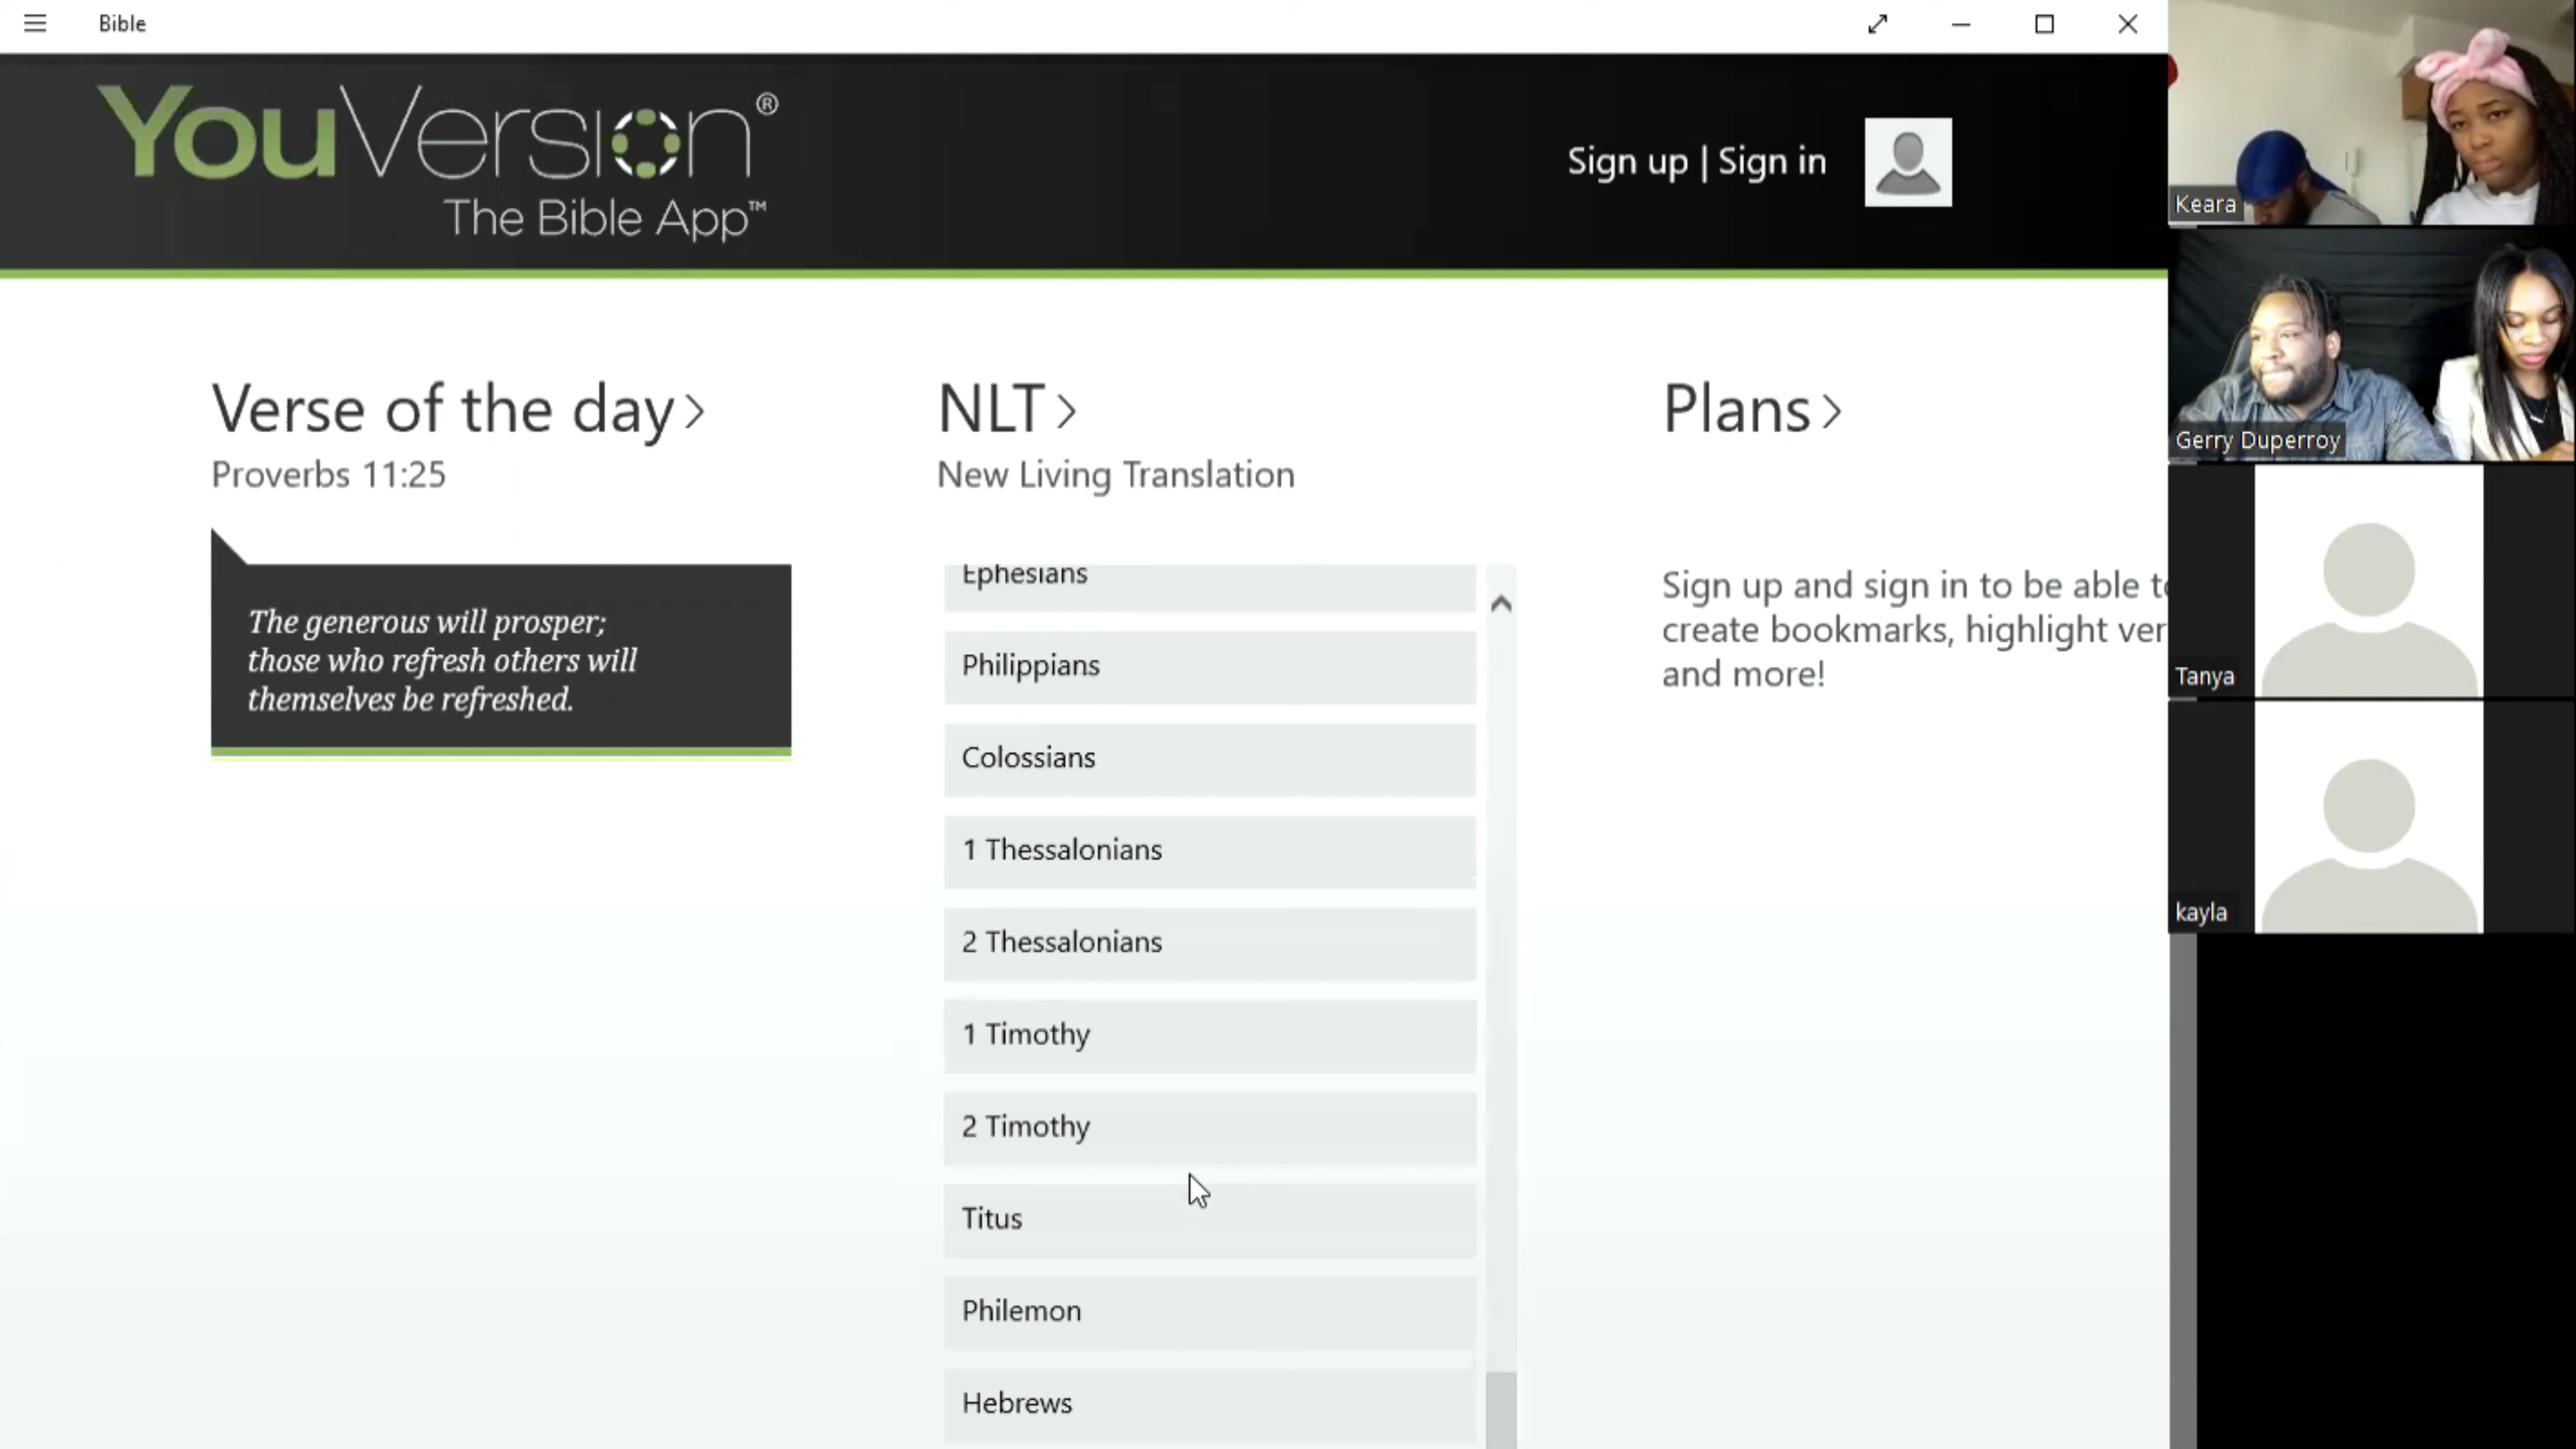 Bible
YouVersion®
The Bible App™
Sign up | Sign in
Verse of the day
Proverbs 11:25
The generous will prosper;
those who refresh others will
themselves be refreshed.
NLT
New Living Translation
Ephesians
Philippians
Colossians
1 Thessalonians
2 Thessalonians
1 Timothy
2 Timothy
Titus
Philemon
Hebrews
Plans
Sign up and sign in to be able t
create bookmarks, highlight ver
and more!
Keara
Gerry Duperroy
Tanya
kayla